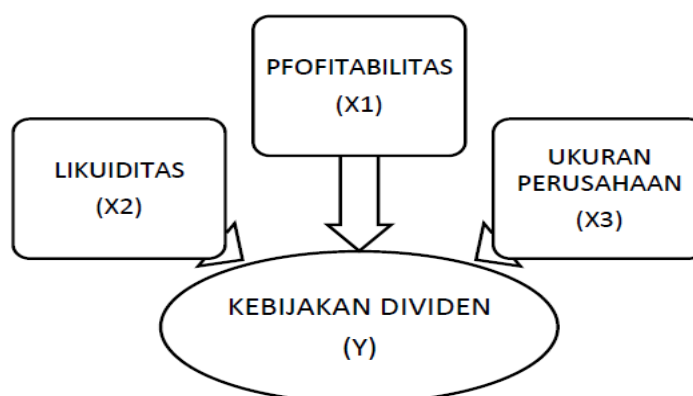 PFOFITABILITAS
(X1)
LIKUIDITAS
(X2)
UKURAN
PERUSAHAAN
(X3)
KEBIJAKAN DIVIDEN
(Y)